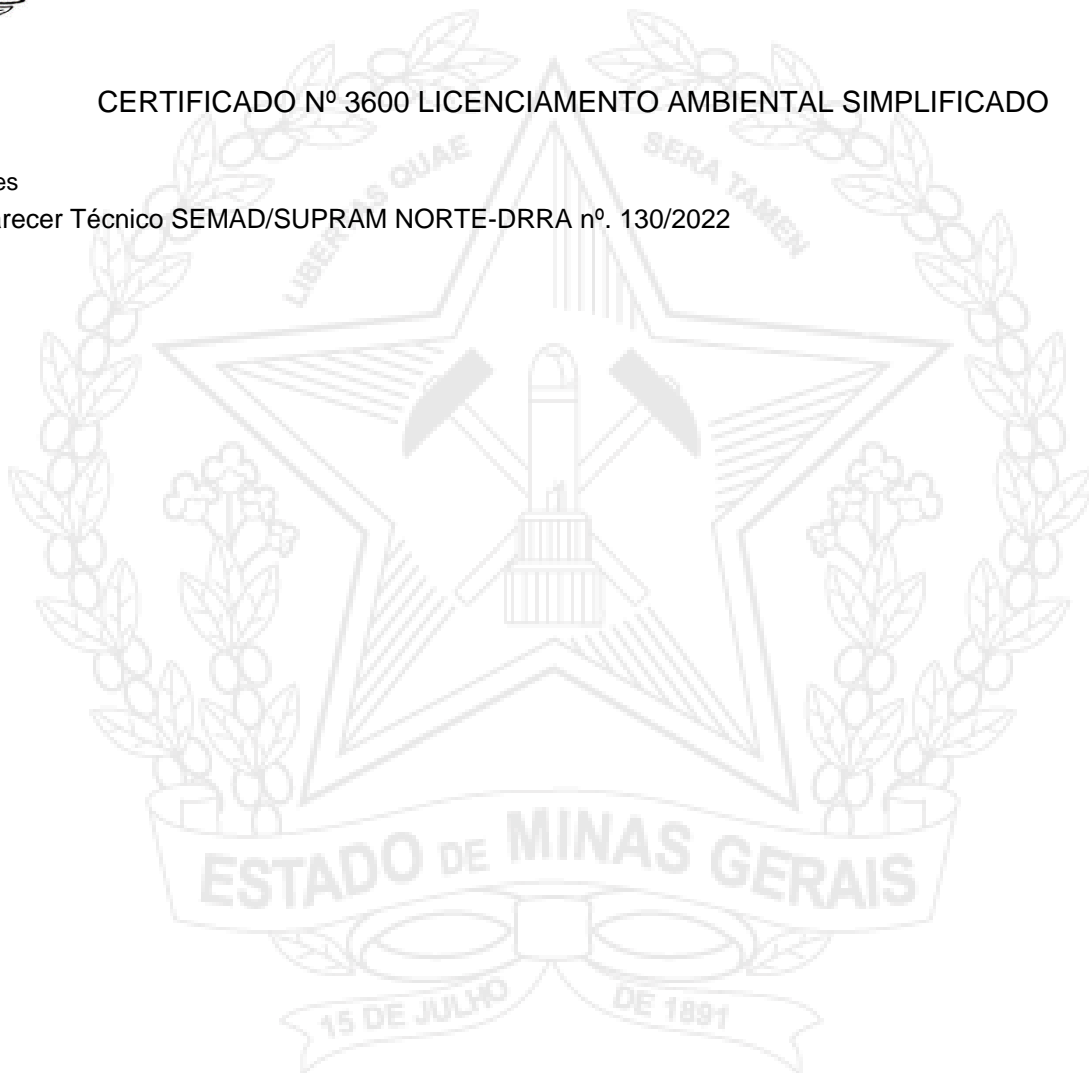 CERTIFICADO Nº 3600 LICENCIAMENTO AMBIENTAL SIMPLIFICADO
es
arecer Técnico SEMAD/SUPRAM NORTE-DRRA nº. 130/2022
LIBERTAS QUAE SERA TAMEN
ESTADO DE MINAS GERAIS
15 DE JULHO DE 1891